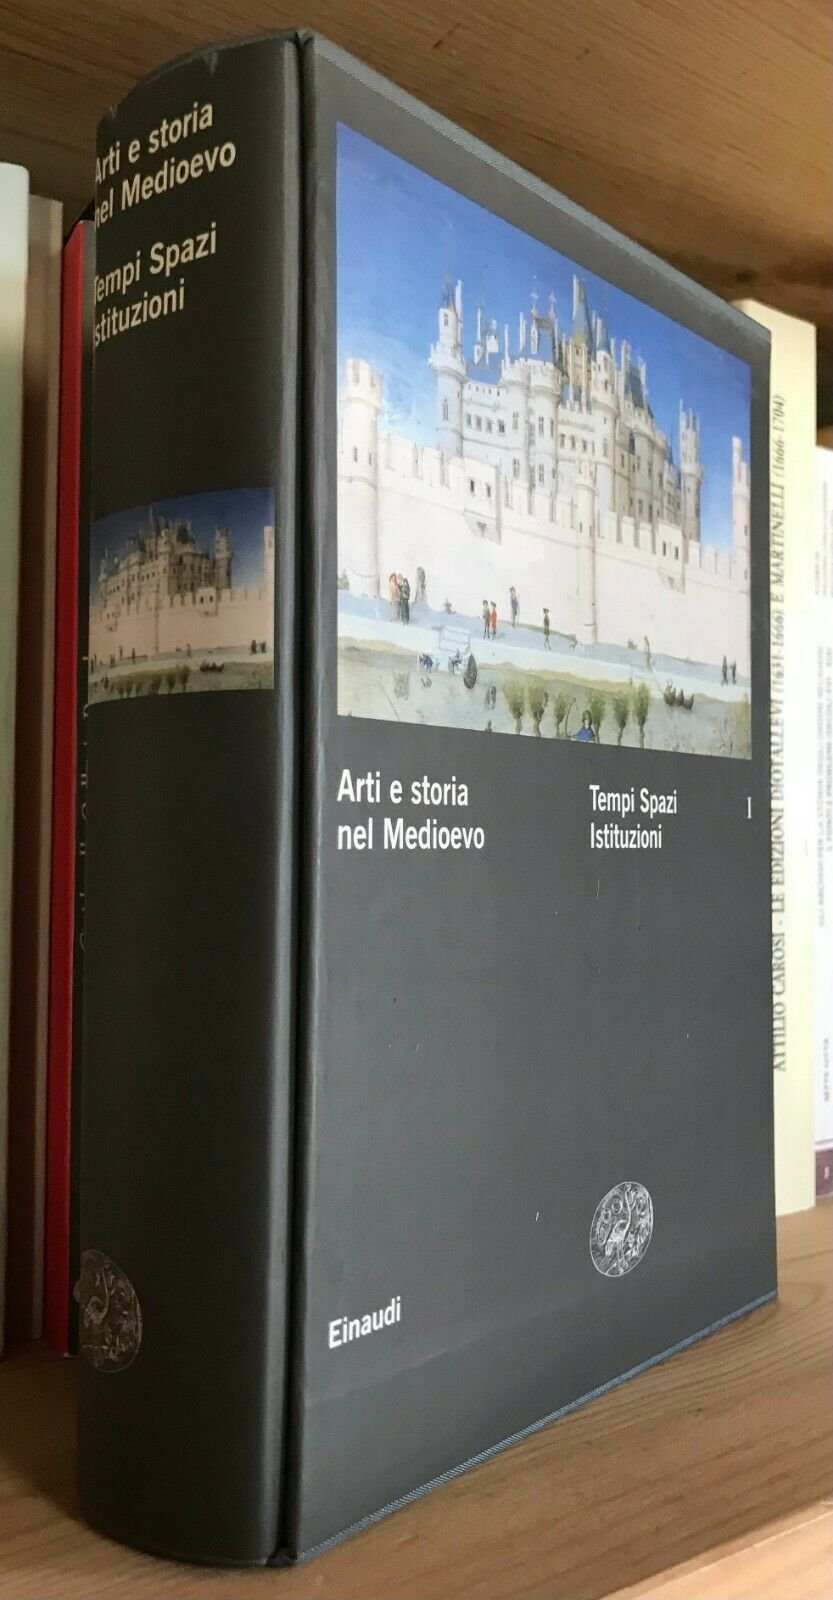 Arti e storia
nel Medioevo
Tempi Spazi
Istituzioni
Arti e storia
nel Medioevo
Tempi Spazi
Istituzioni
I
Einaudi
ATTILIO CAROSI - LE EDIZIONI DIOTALLEVI (1631-1666) E MARTINELLI (1666-1704)